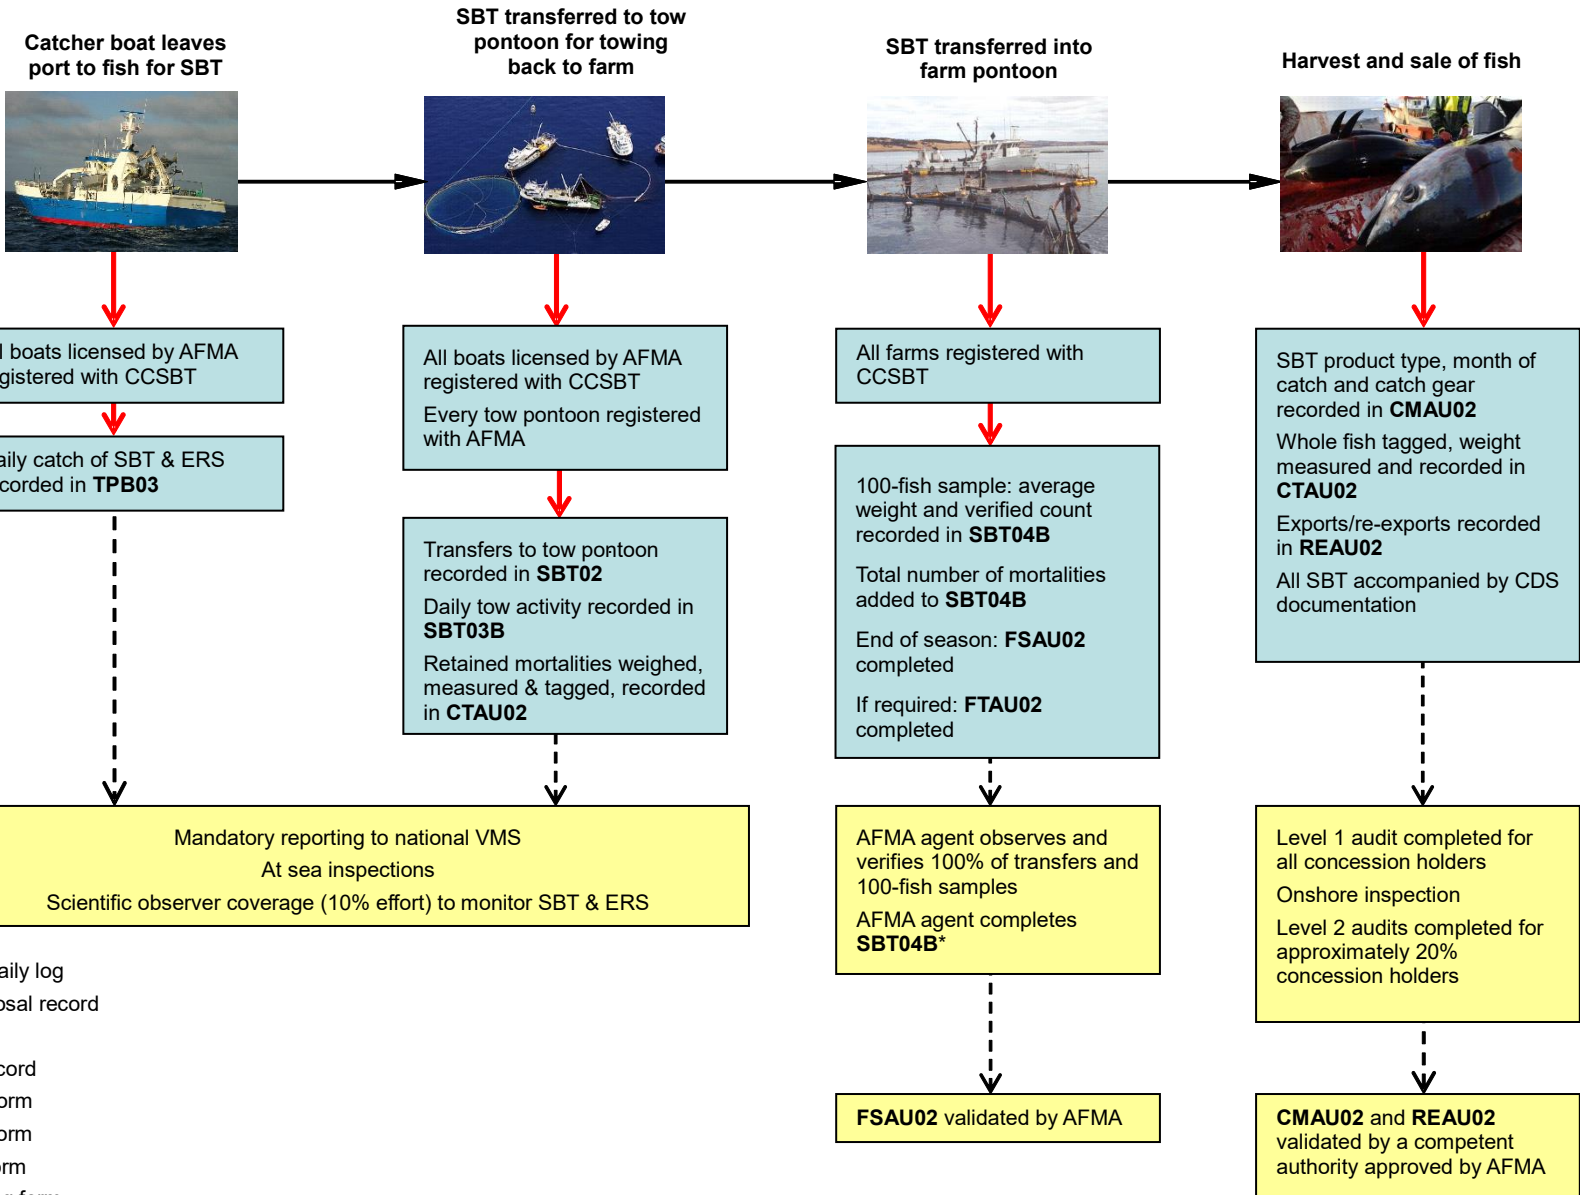 Catcher boat leaves
port to fish for SBT
SBT transferred to tow
pontoon for towing
back to farm
SBT transferred into
farm pontoon
Harvest and sale of fish
boats licensed by AFMA
registered with CCSBT
catch of SBT & ERS
recorded in TPB03
All boats licensed by AFMA
registered with CCSBT
Every tow pontoon registered
with AFMA
Transfers to tow pontoon
recorded in SBT02
Daily tow activity recorded in
SBT03B
Retained mortalities weighed,
measured & tagged, recorded
in CTAU02
All farms registered with
CCSBT
100-fish sample: average
weight and verified count
recorded in SBT04B
Total number of mortalities
added to SBT04B
End of season: FSAU02
completed
If required: FTAU02
completed
SBT product type, month of
catch and catch gear
recorded in CMAU02
Whole fish tagged, weight
measured and recorded in
CTAU02
Exports/re-exports recorded
in REAU02
All SBT accompanied by CDS
documentation
Mandatory reporting to national VMS
At sea inspections
Scientific observer coverage (10% effort) to monitor SBT & ERS
AFMA agent observes and
verifies 100% of transfers and
100-fish samples
AFMA agent completes
SBT04B*
Level 1 audit completed for
all concession holders
Onshore inspection
Level 2 audits completed for
approximately 20%
concession holders
FSAU02 validated by AFMA
CMAU02 and REAU02
validated by a competent
authority approved by AFMA
log
record